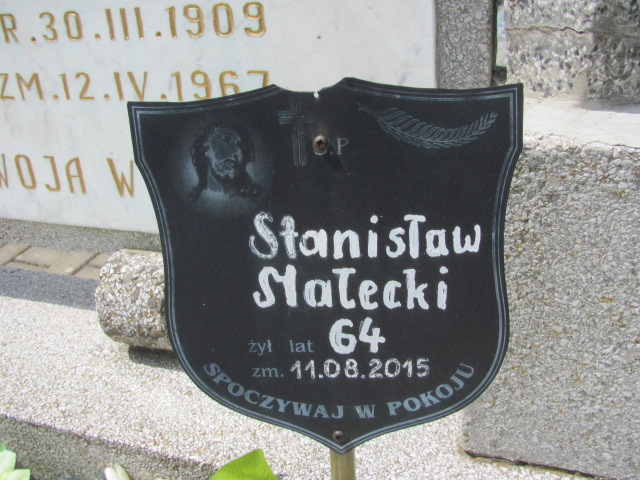 R. 30.III.1909
ZM. 12.IV.1967
WOJA W
Ś.P
Stanisław
Małecki
żył lat 64
zm. 11.08.2015
SPOCZYWAJ W POKOJU